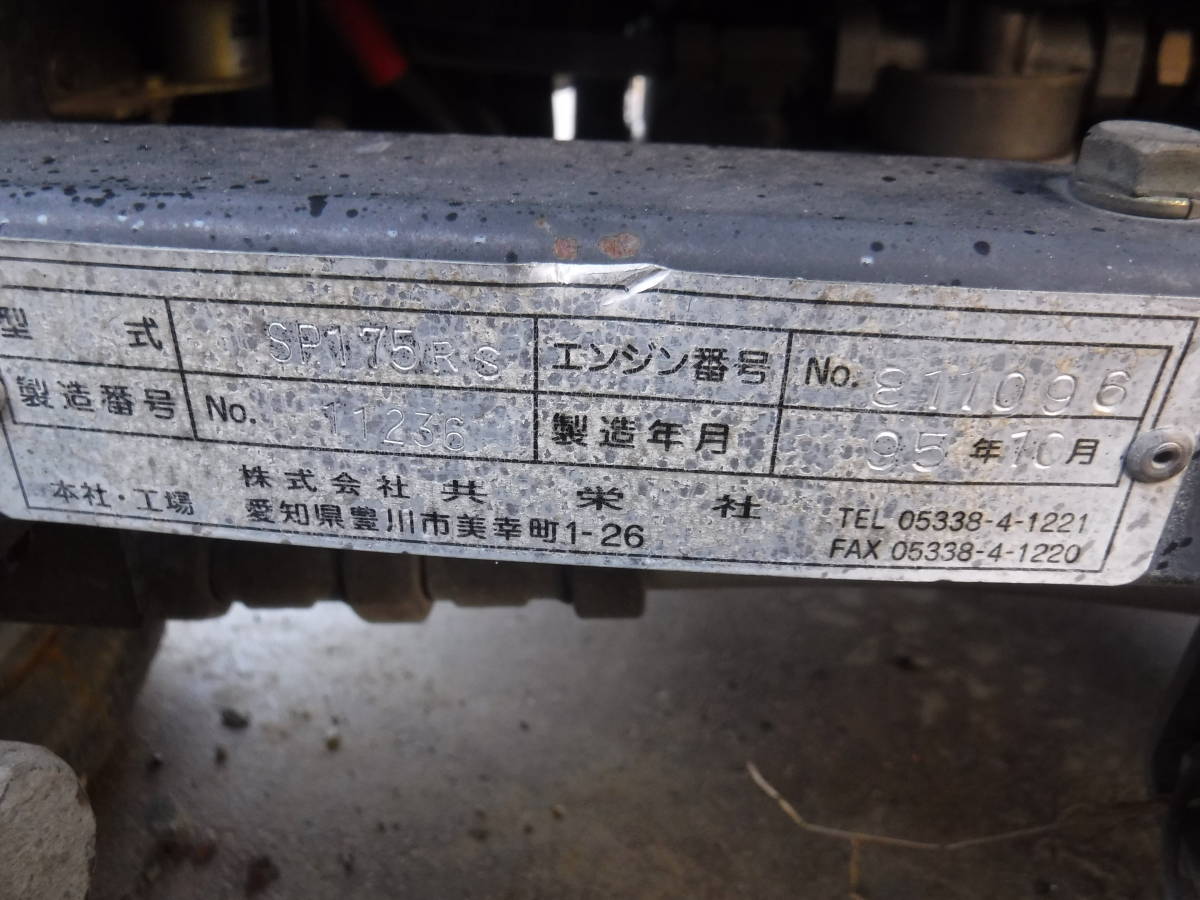 型式 SP175RS エンジン番号 No. 811096
製造番号 No. 11236 製造年月 95年10月
本社・工場 株式会社 共栄社
愛知県豊川市美幸町1-26
TEL 05338-4-1221
FAX 05338-4-1220